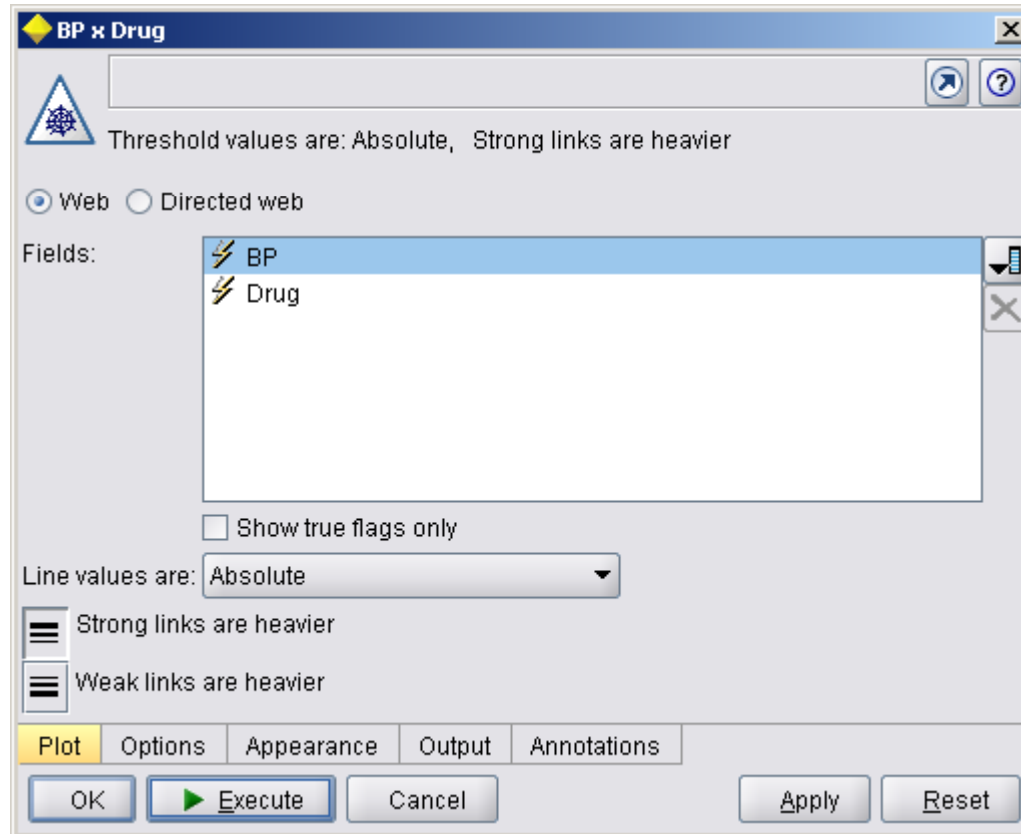 BP x Drug
Threshold values are: Absolute, Strong links are heavier
Web Directed web
Fields:
BP
Drug
Show true flags only
Line values are: Absolute
Strong links are heavier
Weak links are heavier
Plot Options Appearance Output Annotations
OK Execute Cancel Apply Reset